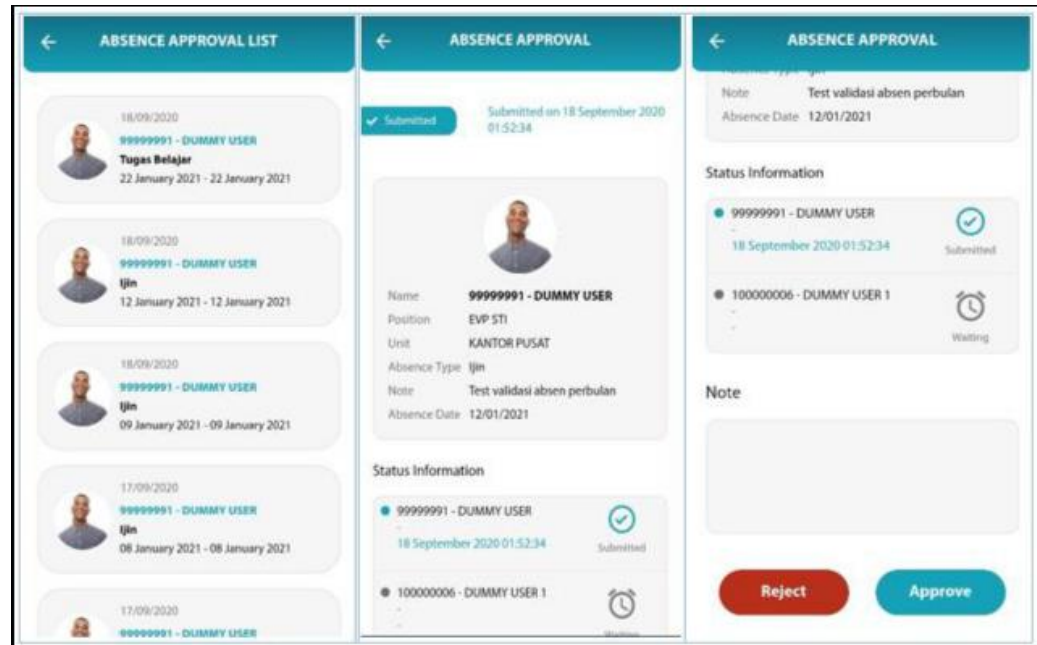 ABSENCE APPROVAL LIST
18/09/2020
99999991 - DUMMY USER
Tugas Belajar
22 January 2021 - 22 January 2021
18/09/2020
99999991 - DUMMY USER
Ijin
12 January 2021 - 12 January 2021
18/09/2020
99999991 - DUMMY USER
Ijin
09 January 2021 - 09 January 2021
17/09/2020
99999991 - DUMMY USER
Ijin
08 January 2021 - 08 January 2021
17/09/2020
99999991 - DUMMY USER
ABSENCE APPROVAL
Submitted
Submitted on 18 September 2020
01:52:34
Name 99999991 - DUMMY USER
Position EVP STI
Unit KANTOR PUSAT
Absence Type Ijin
Note Test validasi absen perbulan
Absence Date 12/01/2021
Status Information
99999991 - DUMMY USER
-
18 September 2020 01:52:34
Submitted
100000006 - DUMMY USER 1
-
-
Waiting
ABSENCE APPROVAL
Absence Type Ijin
Note Test validasi absen perbulan
Absence Date 12/01/2021
Status Information
99999991 - DUMMY USER
-
18 September 2020 01:52:34
Submitted
100000006 - DUMMY USER 1
-
-
Waiting
Note
Reject
Approve